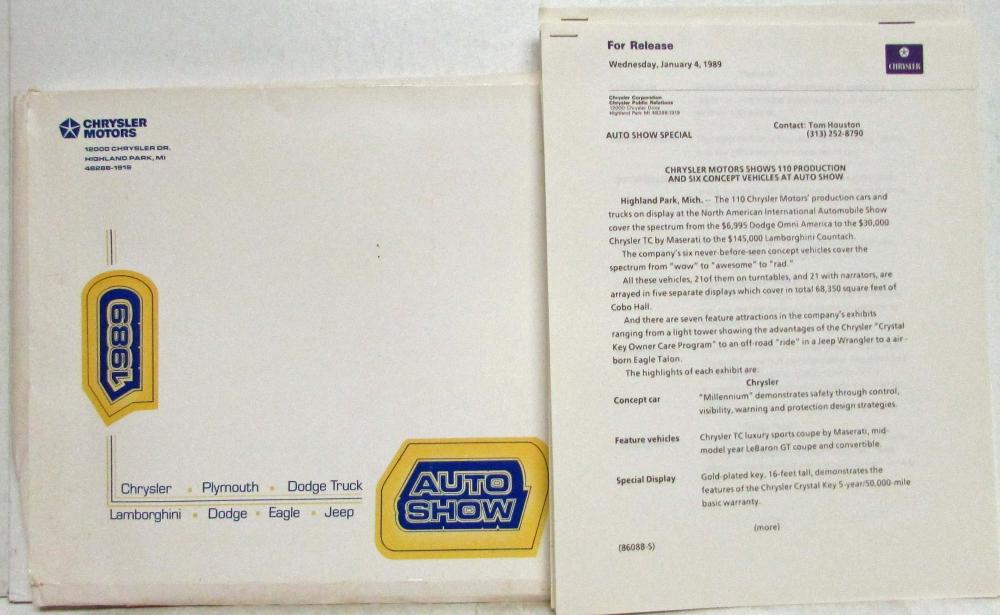 CHRYSLER
MOTORS
12000 CHRYSLER DR.
HIGHLAND PARK, MI
48288-1919
1989
Chrysler Plymouth Dodge Truck
Lamborghini Dodge Eagle Jeep
AUTO
SHOW
For Release
Wednesday, January 4, 1989
CHRYSLER
Chrysler Corporation
Chrysler Public Relations
12000 Chrysler Drive
Highland Park MI 48288-1919
Contact: Tom Houston
AUTO SHOW SPECIAL (313) 252-8790
CHRYSLER MOTORS SHOWS 110 PRODUCTION
AND SIX CONCEPT VEHICLES AT AUTO SHOW
Highland Park, Mich. -- The 110 Chrysler Motors' production cars and
trucks on display at the North American International Automobile Show
cover the spectrum from the $6,995 Dodge Omni America to the $30,000
Chrysler TC by Maserati to the $145,000 Lamborghini Countach.
The company's six never-before-seen concept vehicles cover the
spectrum from "wow" to "awesome" to "rad."
All these vehicles, 21of them on turntables, and 21 with narrators, are
arrayed in five separate displays which cover in total 68,350 square feet of
Cobo Hall.
And there are seven feature attractions in the company's exhibits
ranging from a light tower showing the advantages of the Chrysler "Crystal
Key Owner Care Program" to an off-road "ride" in a Jeep Wrangler to a air-
born Eagle Talon.
The highlights of each exhibit are:
Chrysler
Concept car "Millennium" demonstrates safety through control,
visibility, warning and protection design strategies.
Feature vehicles Chrysler TC luxury sports coupe by Maserati, mid-
model year LeBaron GT coupe and convertible.
Special Display Gold-plated key, 16-feet tall, demonstrates the
features of the Chrysler Crystal Key 5-year/50,000-mile
basic warranty.
(more)
(86088-S)